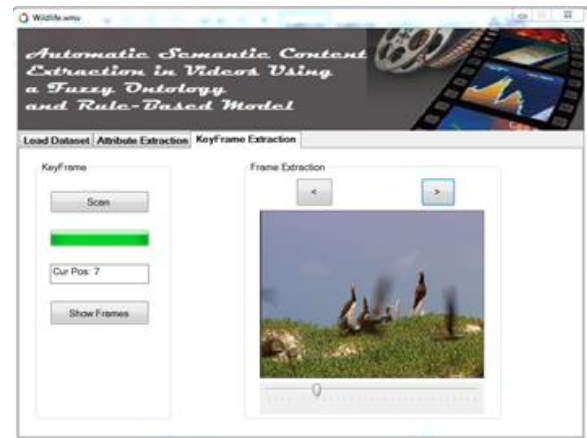 Wildlife.wmv
Automatic Semantic Content
Extraction in Videos Using
a Fuzzy Ontology
and Rule-Based Model
Load Dataset Attribute Extraction KeyFrame Extraction
KeyFrame
Frame Extraction
Scan
<
>
Cur Pos: 7
Show Frames